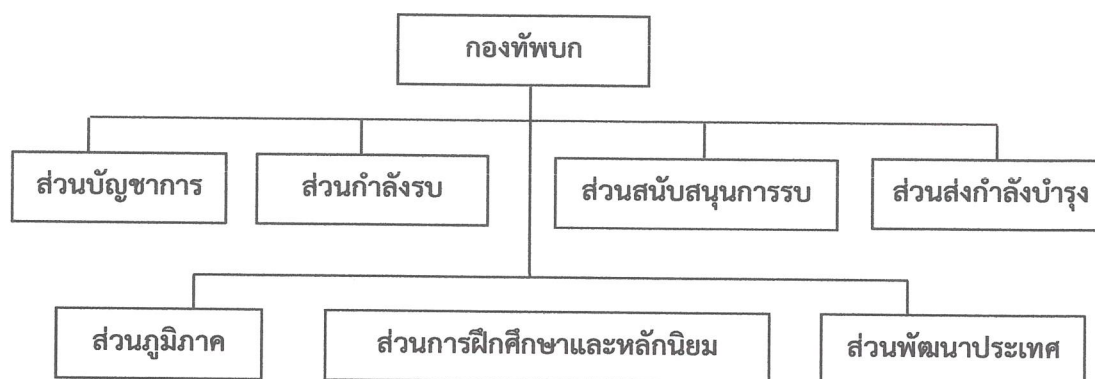 กองทัพบก
ส่วนบัญชาการ
ส่วนกำลังรบ
ส่วนสนับสนุนการรบ
ส่วนส่งกำลังบำรุง
ส่วนภูมิภาค
ส่วนการฝึกศึกษาและหลักนิยม
ส่วนพัฒนาประเทศ